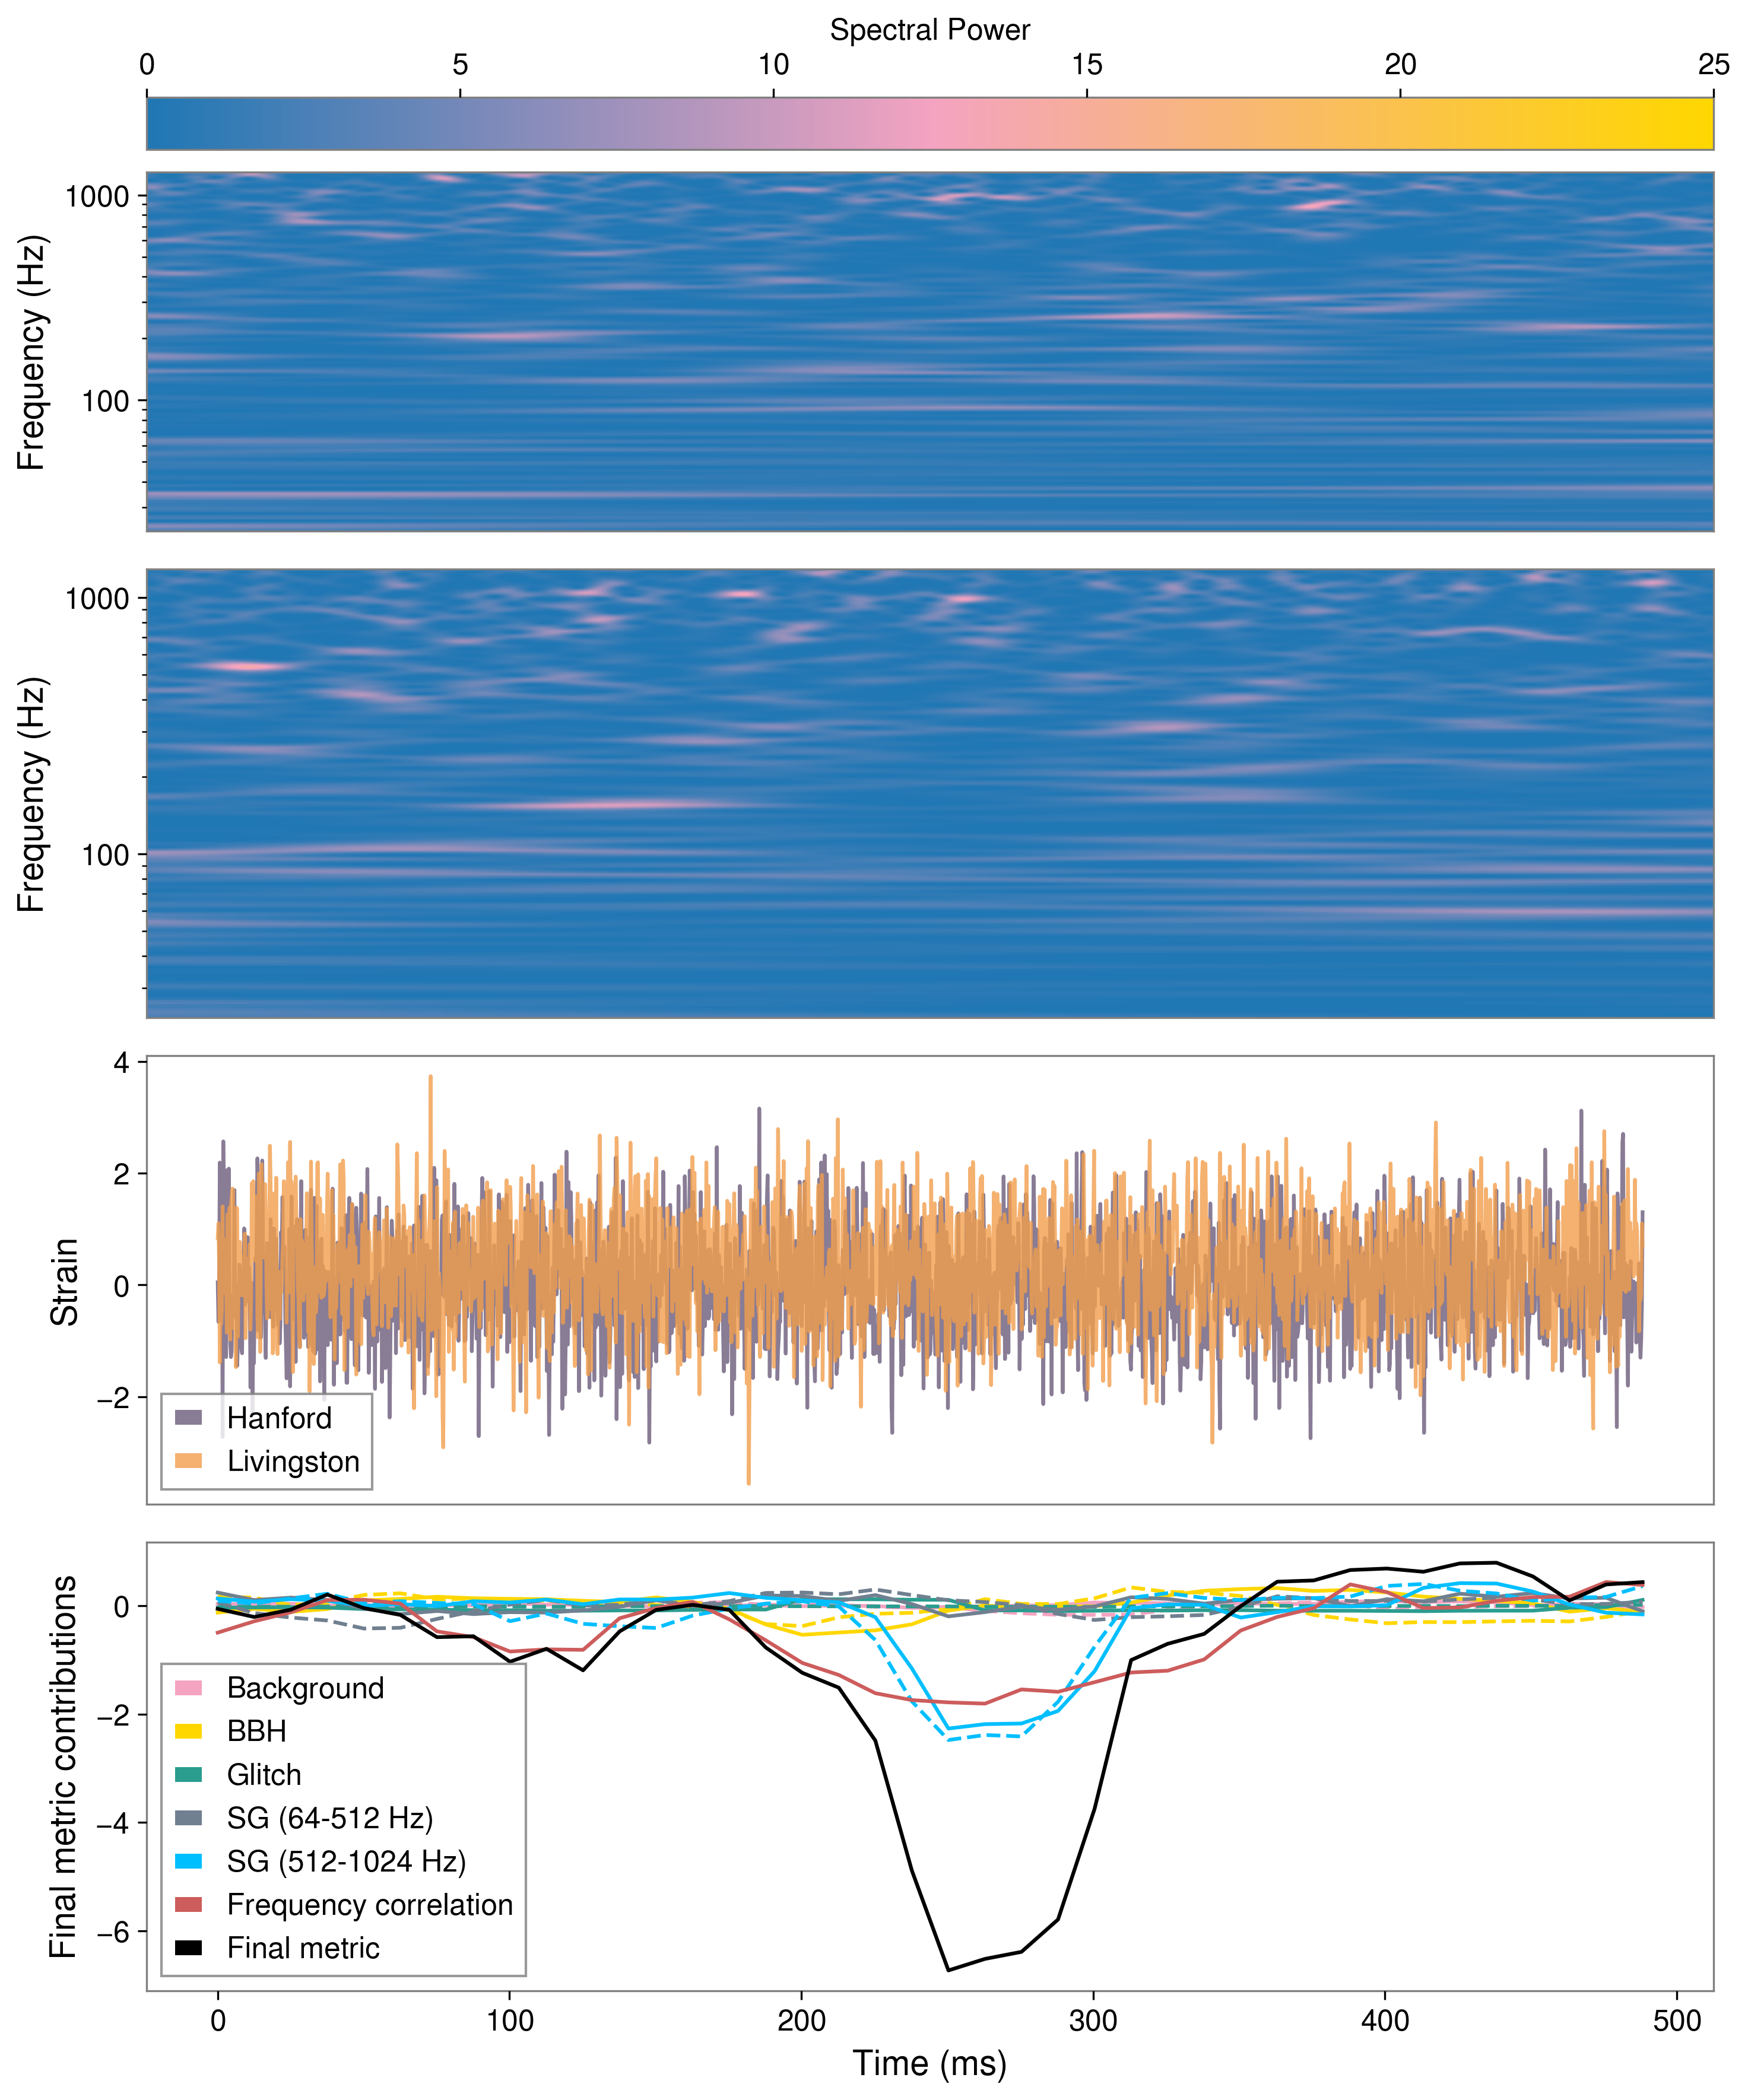 Spectral Power
0 5 10 15 20 25
1000
100
Frequency (Hz)
1000
100
Frequency (Hz)
4
2
0
−2
Strain
Hanford
Livingston
0
−2
−4
−6
Final metric contributions
Background
BBH
Glitch
SG (64-512 Hz)
SG (512-1024 Hz)
Frequency correlation
Final metric
0 100 200 300 400 500
Time (ms)